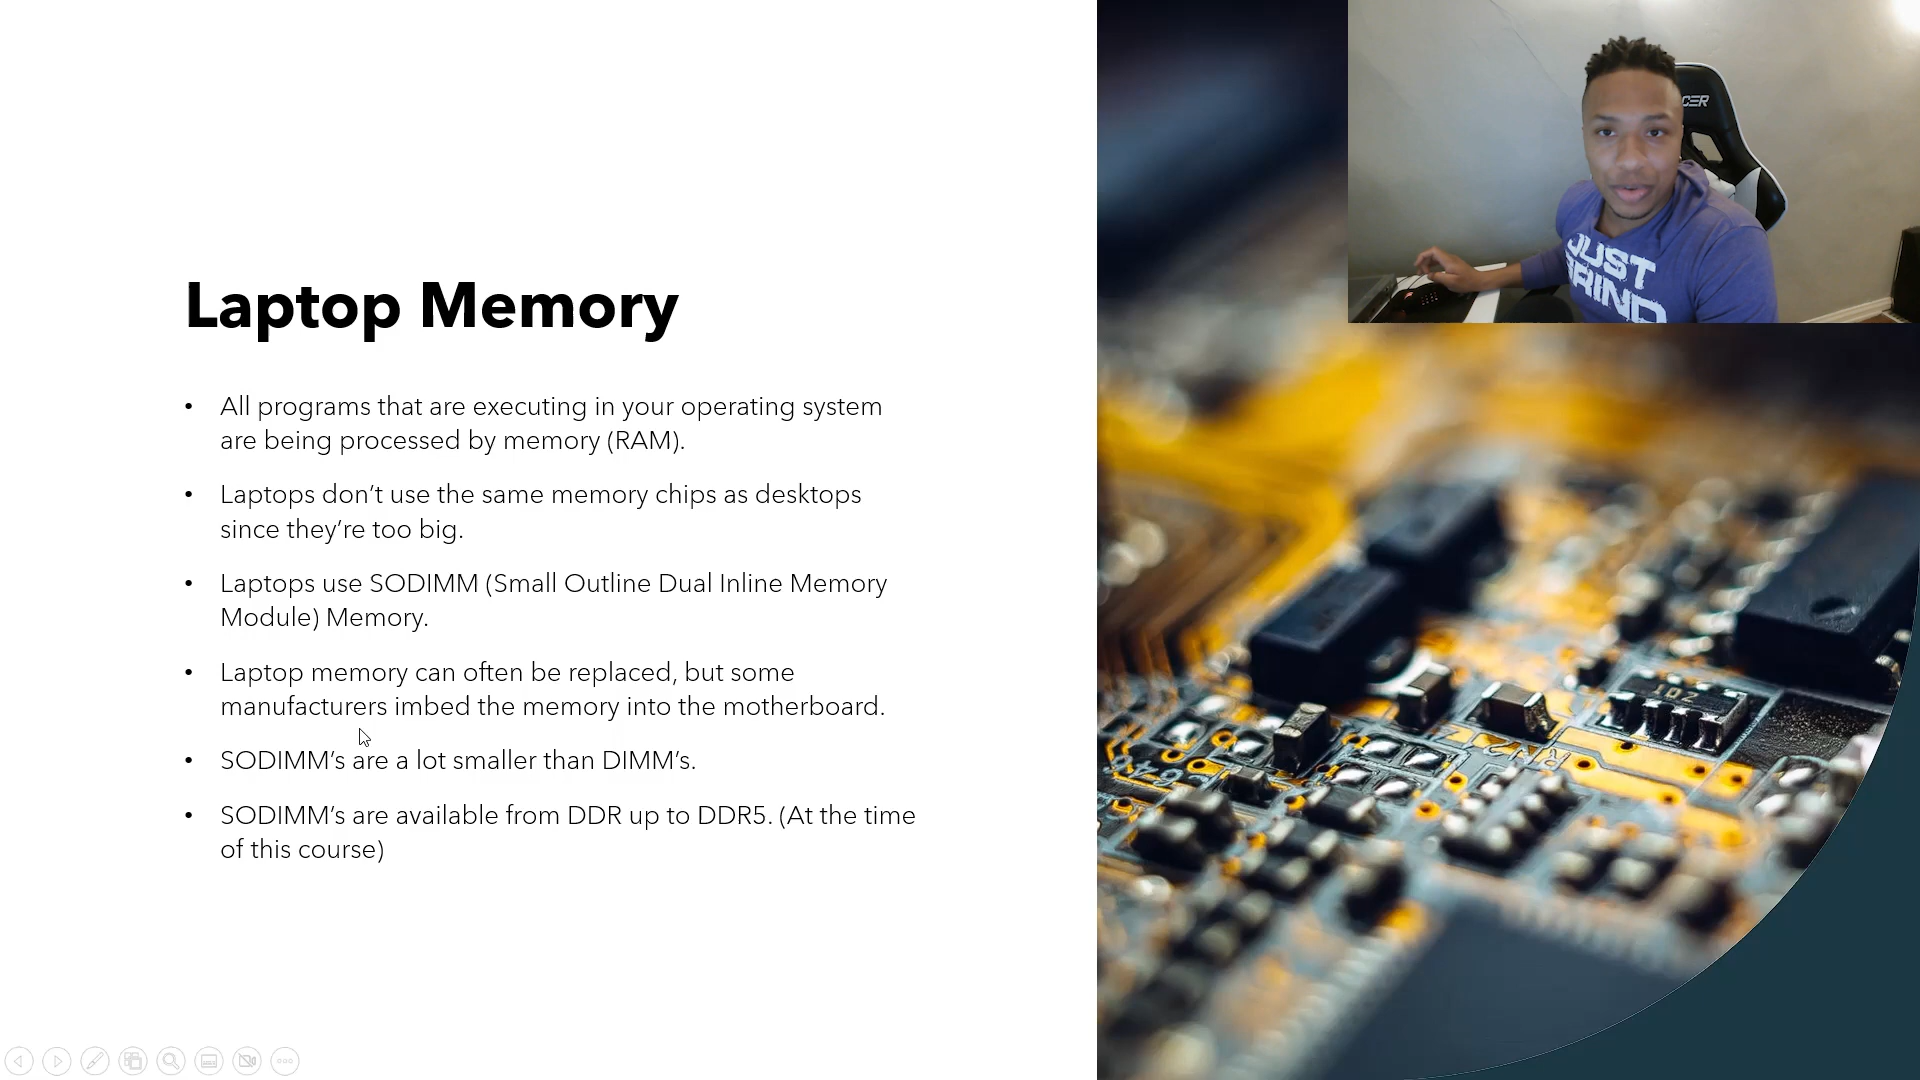 Laptop Memory
• All programs that are executing in your operating system
are being processed by memory (RAM).
• Laptops don’t use the same memory chips as desktops
since they’re too big.
• Laptops use SODIMM (Small Outline Dual Inline Memory
Module) Memory.
• Laptop memory can often be replaced, but some
manufacturers imbed the memory into the motherboard.
• SODIMM’s are a lot smaller than DIMM’s.
• SODIMM’s are available from DDR up to DDR5. (At the time
of this course)
JUST
102